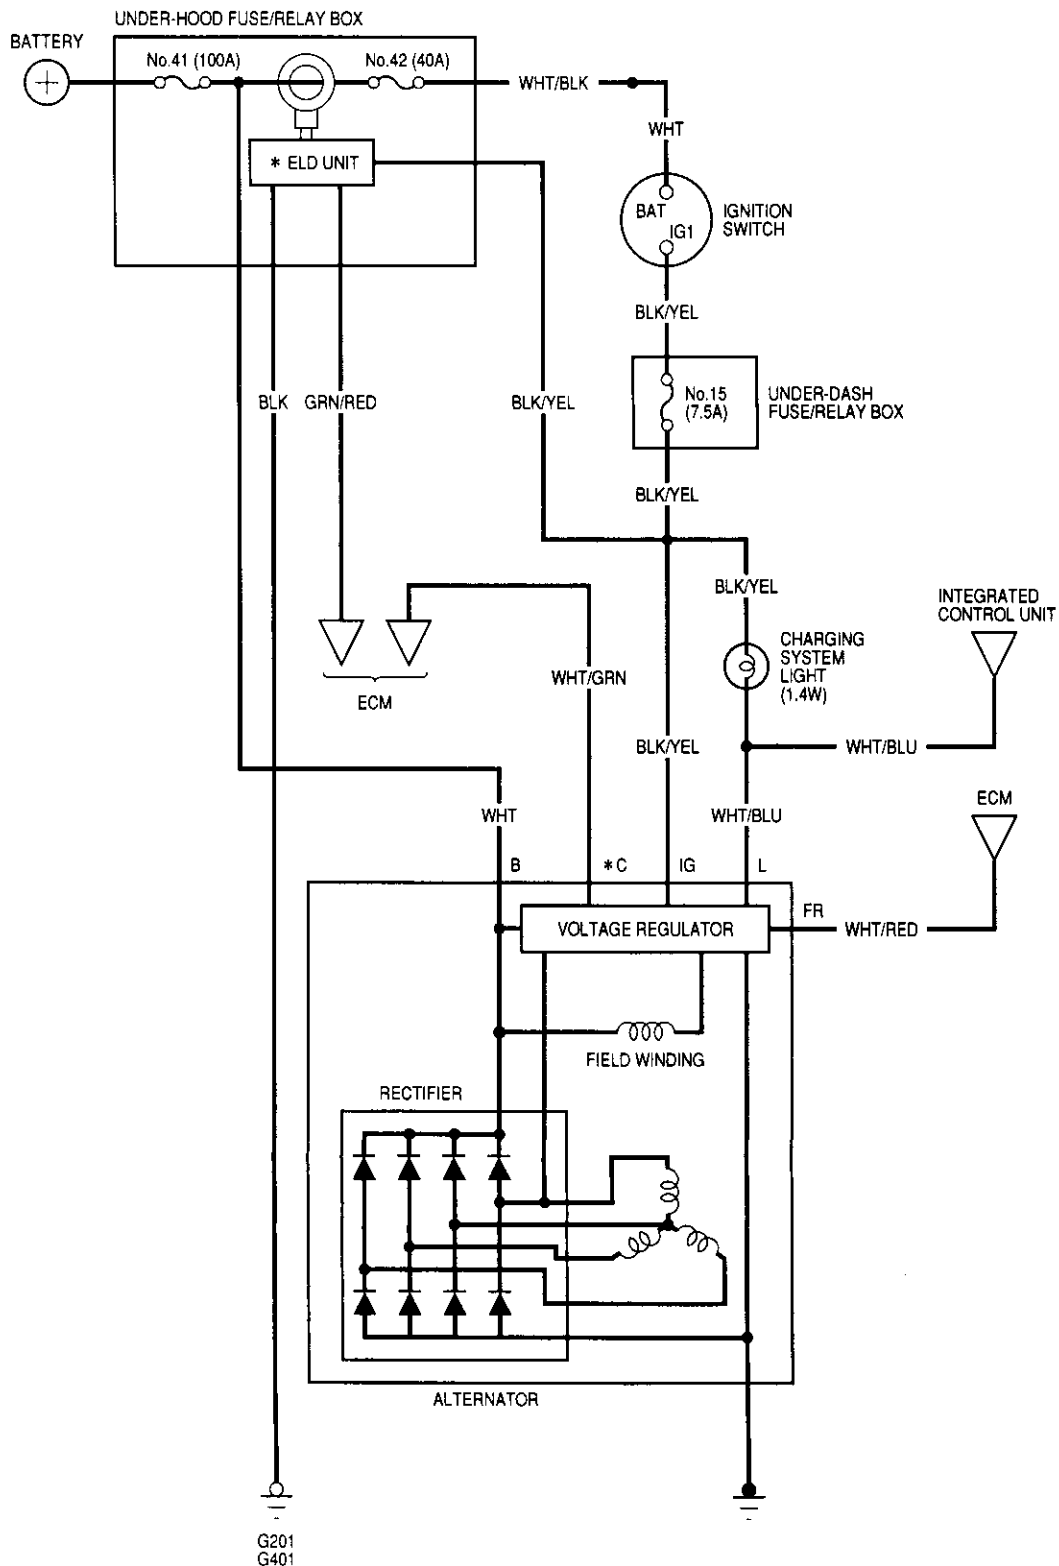 UNDER-HOOD FUSE/RELAY BOX
BATTERY
No.41 (100A)
No.42 (40A)
WHT/BLK
WHT
* ELD UNIT
BAT
IG1
IGNITION
SWITCH
BLK/YEL
No.15
(7.5A)
UNDER-DASH
FUSE/RELAY BOX
BLK
GRN/RED
BLK/YEL
BLK/YEL
BLK/YEL
INTEGRATED
CONTROL UNIT
CHARGING
SYSTEM
LIGHT
(1.4W)
WHT/GRN
ECM
BLK/YEL
WHT/BLU
ECM
WHT
WHT/BLU
B
*C
IG
L
FR
VOLTAGE REGULATOR
WHT/RED
FIELD WINDING
RECTIFIER
ALTERNATOR
G201
G401